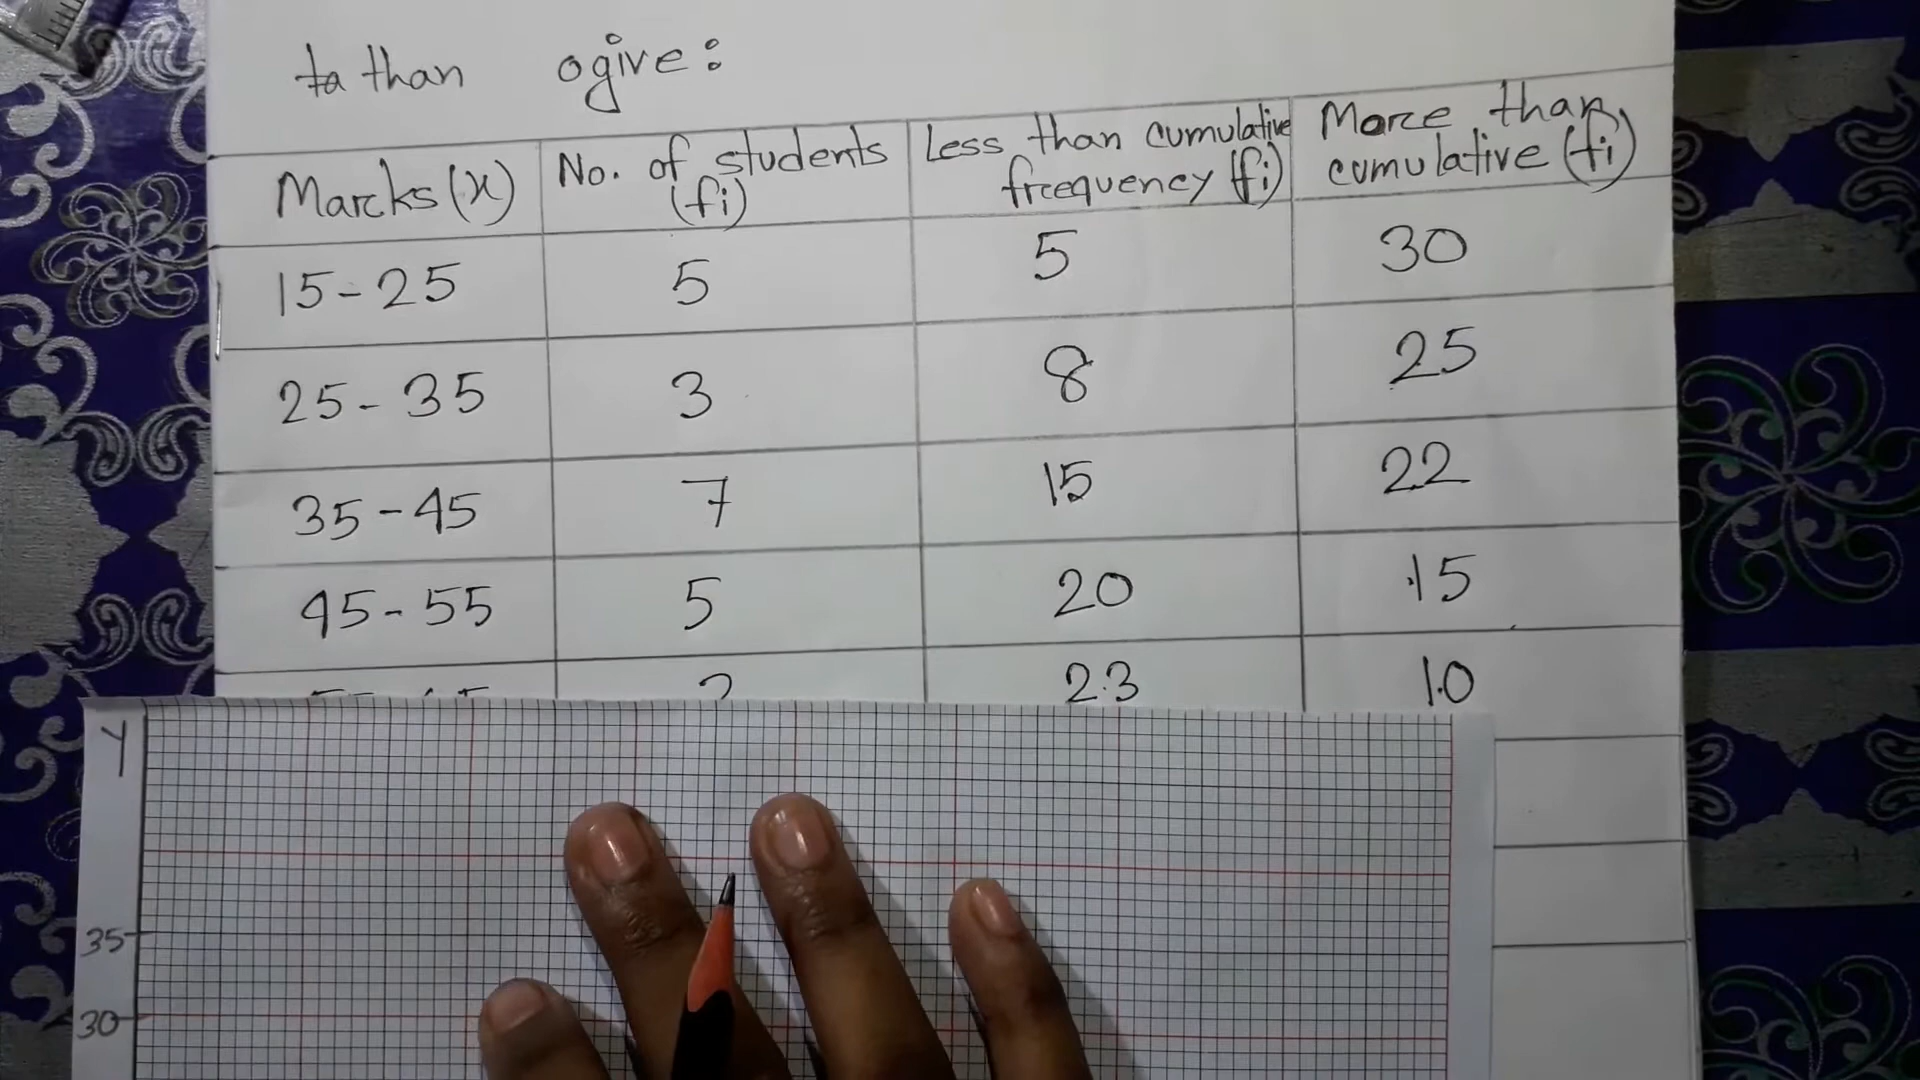 than ogive:
Marcks (x) No. of students (fi) Less than cumulative frequency (fi) More than cumulative (fi)
15-25 5 5 30
25-35 3 8 25
35-45 7 15 22
45-55 5 20 15
23 10
Y
35
30